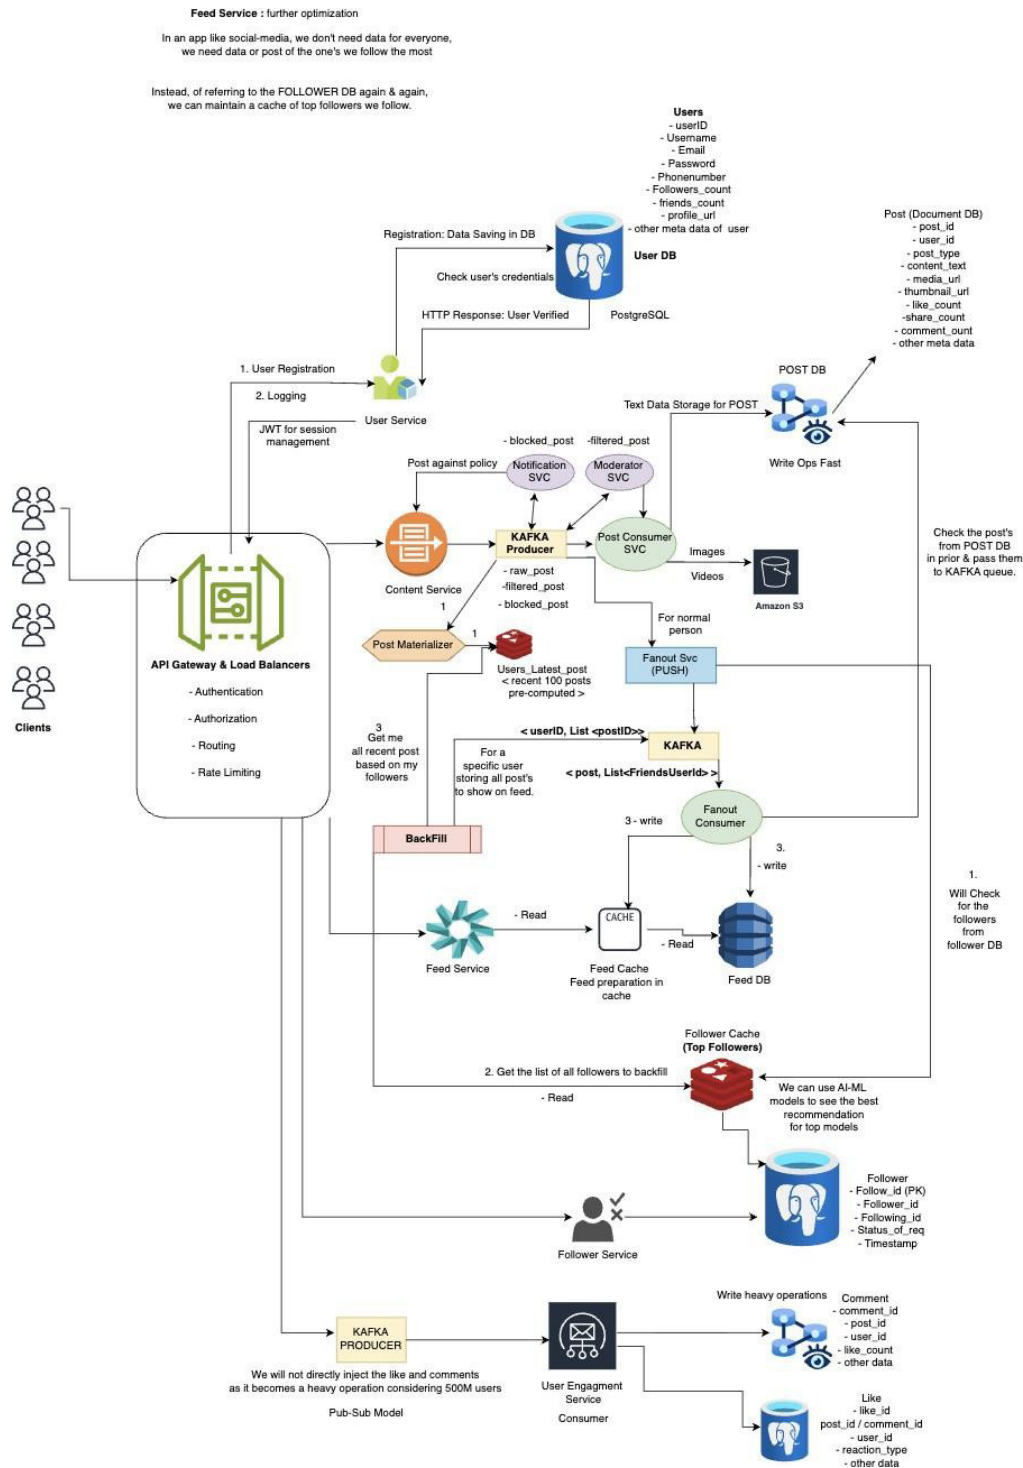 Feed Service : further optimization
In an app like social-media, we don't need data for everyone,
we need data or post of the one's we follow the most
Instead, of referring to the FOLLOWER DB again & again,
we can maintain a cache of top followers we follow.
Users
- userID
- Username
- Email
- Password
- Phonenumber
- Followers_count
- friends_count
- profile_url
- other meta data of user
User DB
PostgreSQL
Registration: Data Saving in DB
Check user's credentials
HTTP Response: User Verified
Post (Document DB)
- post_id
- user_id
- post_type
- content_text
- media_url
- thumbnail_url
- like_count
-share_count
- comment_ount
- other meta data
1. User Registration
2. Logging
User Service
JWT for session
management
POST DB
Text Data Storage for POST
Write Ops Fast
- blocked_post
-filtered_post
Post against policy
Notification
SVC
Moderator
SVC
Content Service
KAFKA
Producer
- raw_post
-filtered_post
- blocked_post
Post Consumer
SVC
Images
Videos
Amazon S3
Check the post's
from POST DB
in prior & pass them
to KAFKA queue.
Clients
API Gateway & Load Balancers
- Authentication
- Authorization
- Routing
- Rate Limiting
1
Post Materializer
1
Users_Latest_post
< recent 100 posts
pre-computed >
For normal
person
Fanout Svc
(PUSH)
3
Get me
all recent post
based on my
followers
For a
specific user
storing all post's
to show on feed.
< userID, List <postID>>
KAFKA
< post, List<FriendsUserId> >
Fanout
Consumer
3 - write
3.
- write
BackFill
1.
Will Check
for the
followers
from
follower DB
Feed Service
- Read
CACHE
- Read
Feed Cache
Feed preparation in
cache
Feed DB
Follower Cache
(Top Followers)
2. Get the list of all followers to backfill
- Read
We can use AI-ML
models to see the best
recommendation
for top models
Follower
- Follow_id (PK)
- Follower_id
- Following_id
- Status_of_req
- Timestamp
Follower Service
KAFKA
PRODUCER
We will not directly inject the like and comments
as it becomes a heavy operation considering 500M users
Pub-Sub Model
User Engagment
Service
Consumer
Write heavy operations
Comment
- comment_id
- post_id
- user_id
- like_count
- other data
Like
- like_id
post_id / comment_id
- user_id
- reaction_type
- other data